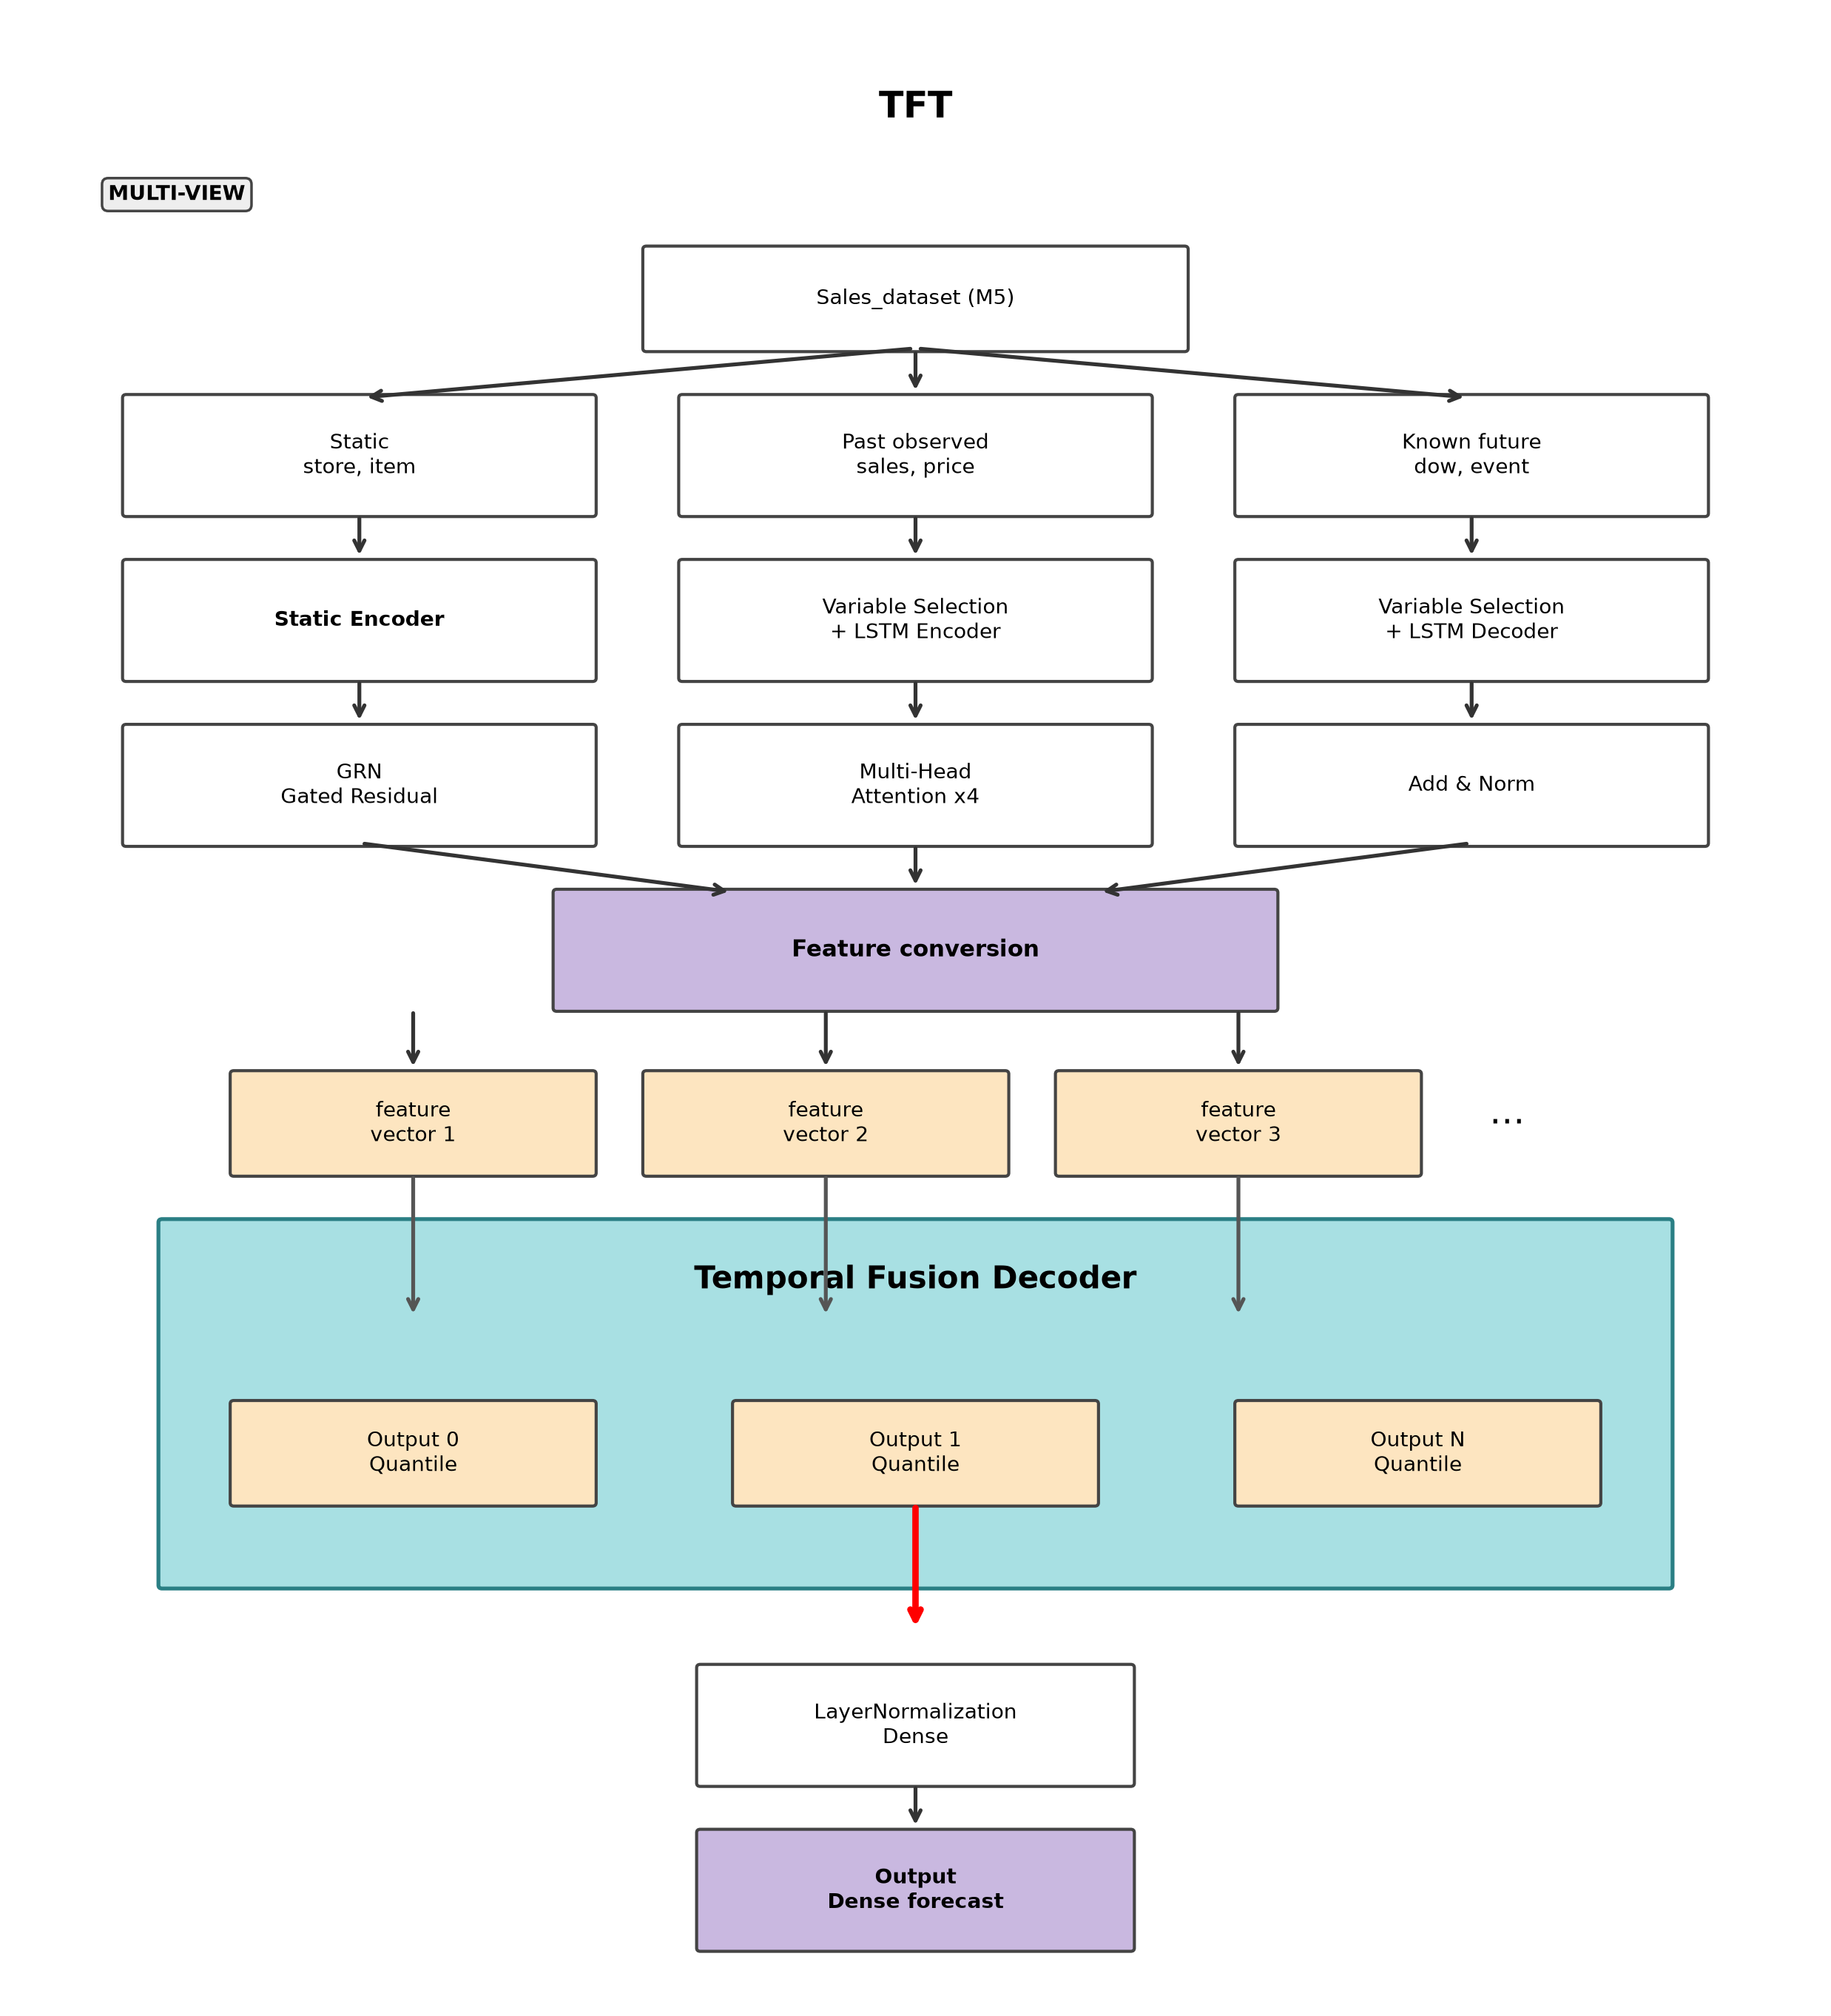 TFT
MULTI-VIEW
Sales_dataset (M5)
Static
store, item
Past observed
sales, price
Known future
dow, event
Static Encoder
Variable Selection
+ LSTM Encoder
Variable Selection
+ LSTM Decoder
GRN
Gated Residual
Multi-Head
Attention x4
Add & Norm
Feature conversion
feature
vector 1
feature
vector 2
feature
vector 3
...
Temporal Fusion Decoder
Output 0
Quantile
Output 1
Quantile
Output N
Quantile
LayerNormalization
Dense
Output
Dense forecast